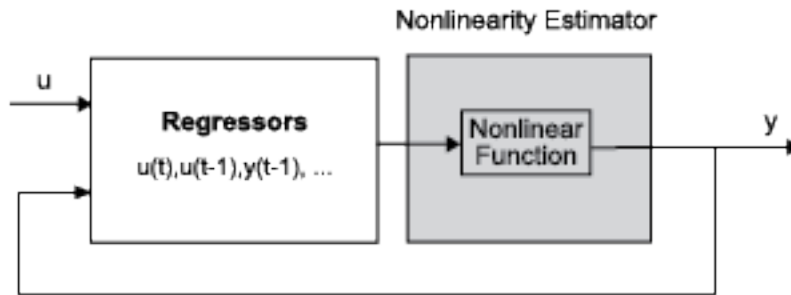 Nonlinearity Estimator
u
Regressors
u(t),u(t-1),y(t-1), ...
Nonlinear
Function
y